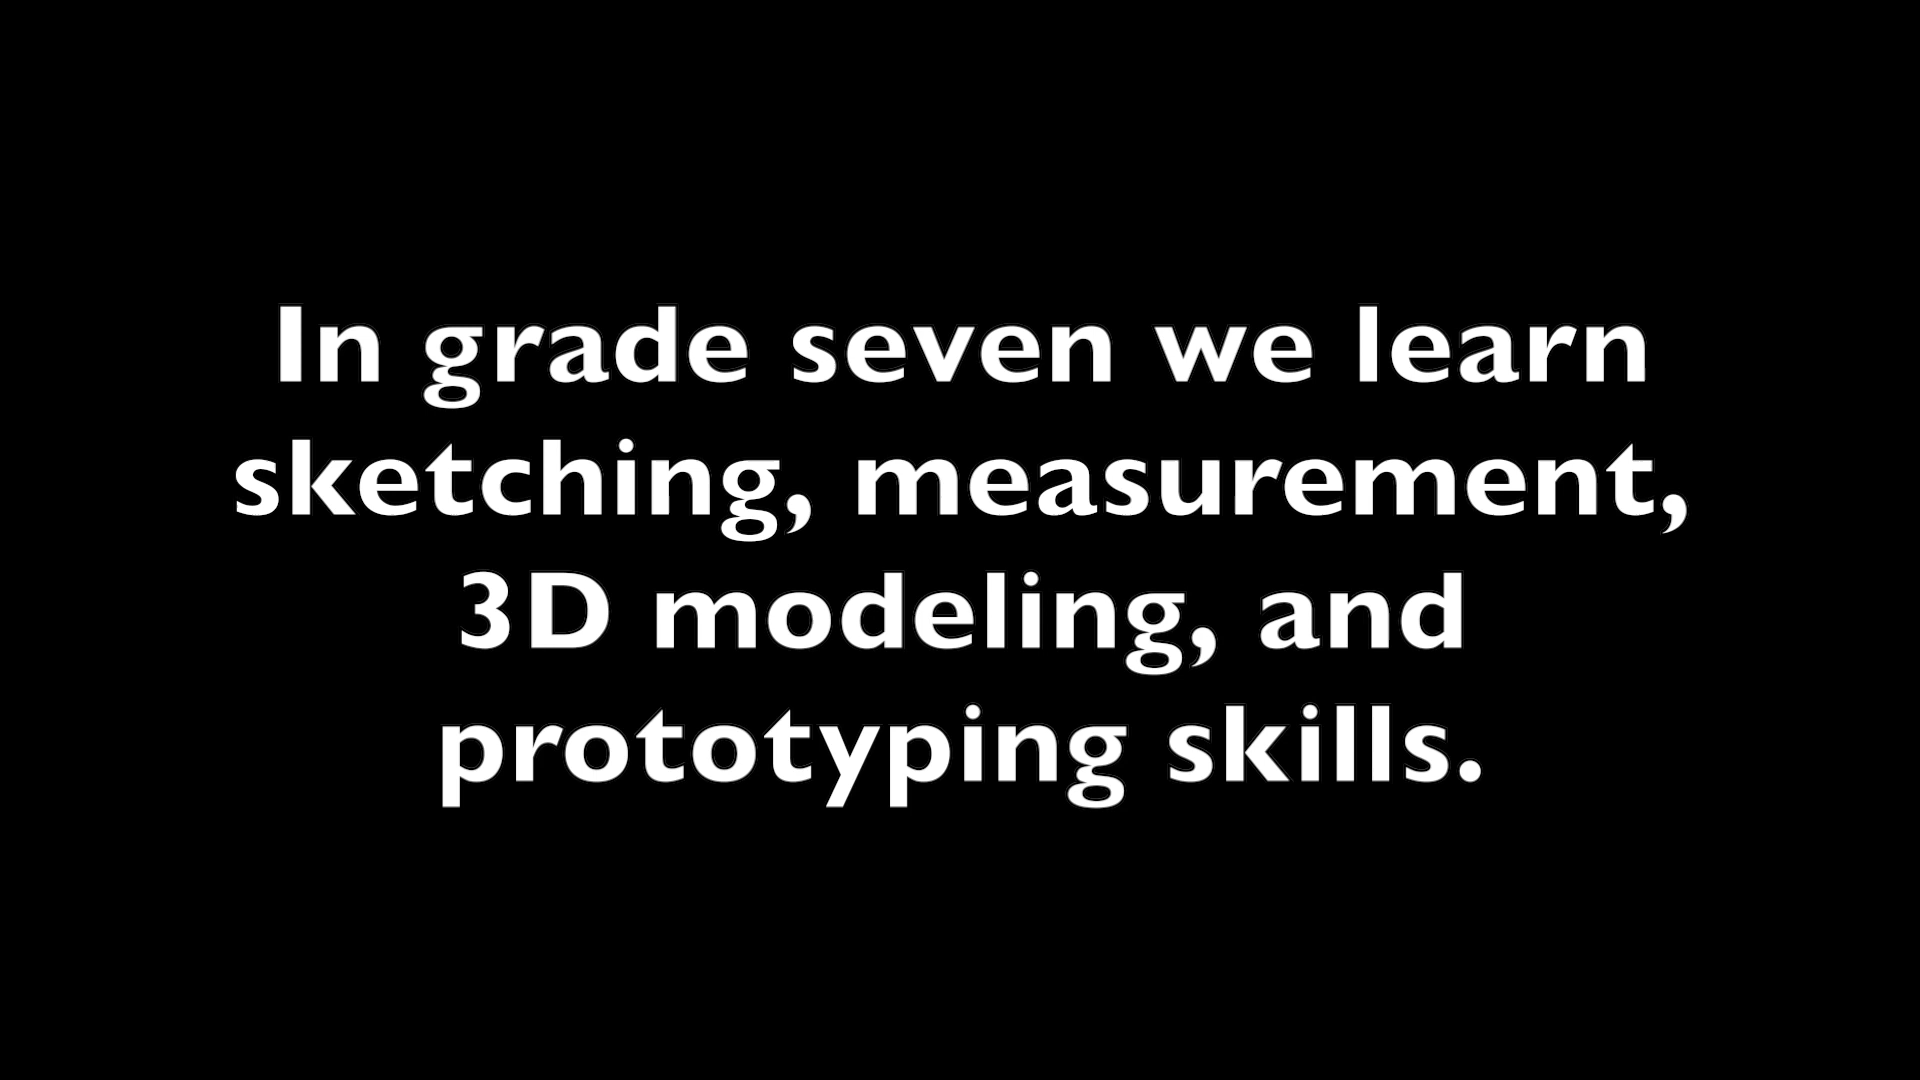 In grade seven we learn
sketching, measurement,
3D modeling, and
prototyping skills.